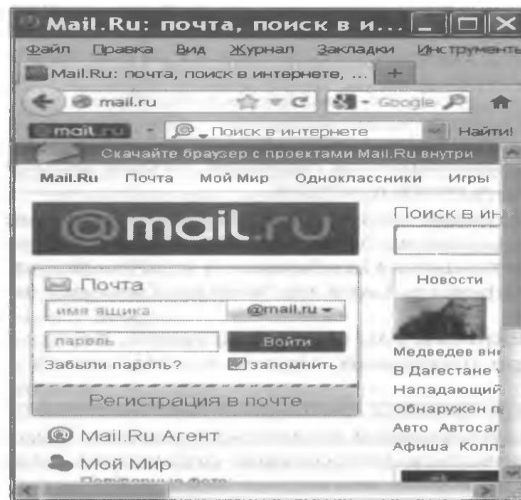 Mail.Ru: почта, поиск в и...
Файл Правка Вид Журнал Закладки Инструменты
Mail.Ru: почта, поиск в интернете, ... +
mail.ru Google
@mail.ru Поиск в интернете Найти!
Скачайте браузер с проектами Mail.Ru внутри
Mail.Ru Почта Мой Мир Одноклассники Игры
@mail.ru
Поиск в ин
Почта
имя ящика @mail.ru
пароль Войти
Забыли пароль? запомнить
Регистрация в почте
Mail.Ru Агент
Мой Мир
Популярные фото
Новости
Медведев вн
В Дагестане
Нападающий
Обнаружен п
Авто Автосал
Афиша Колл